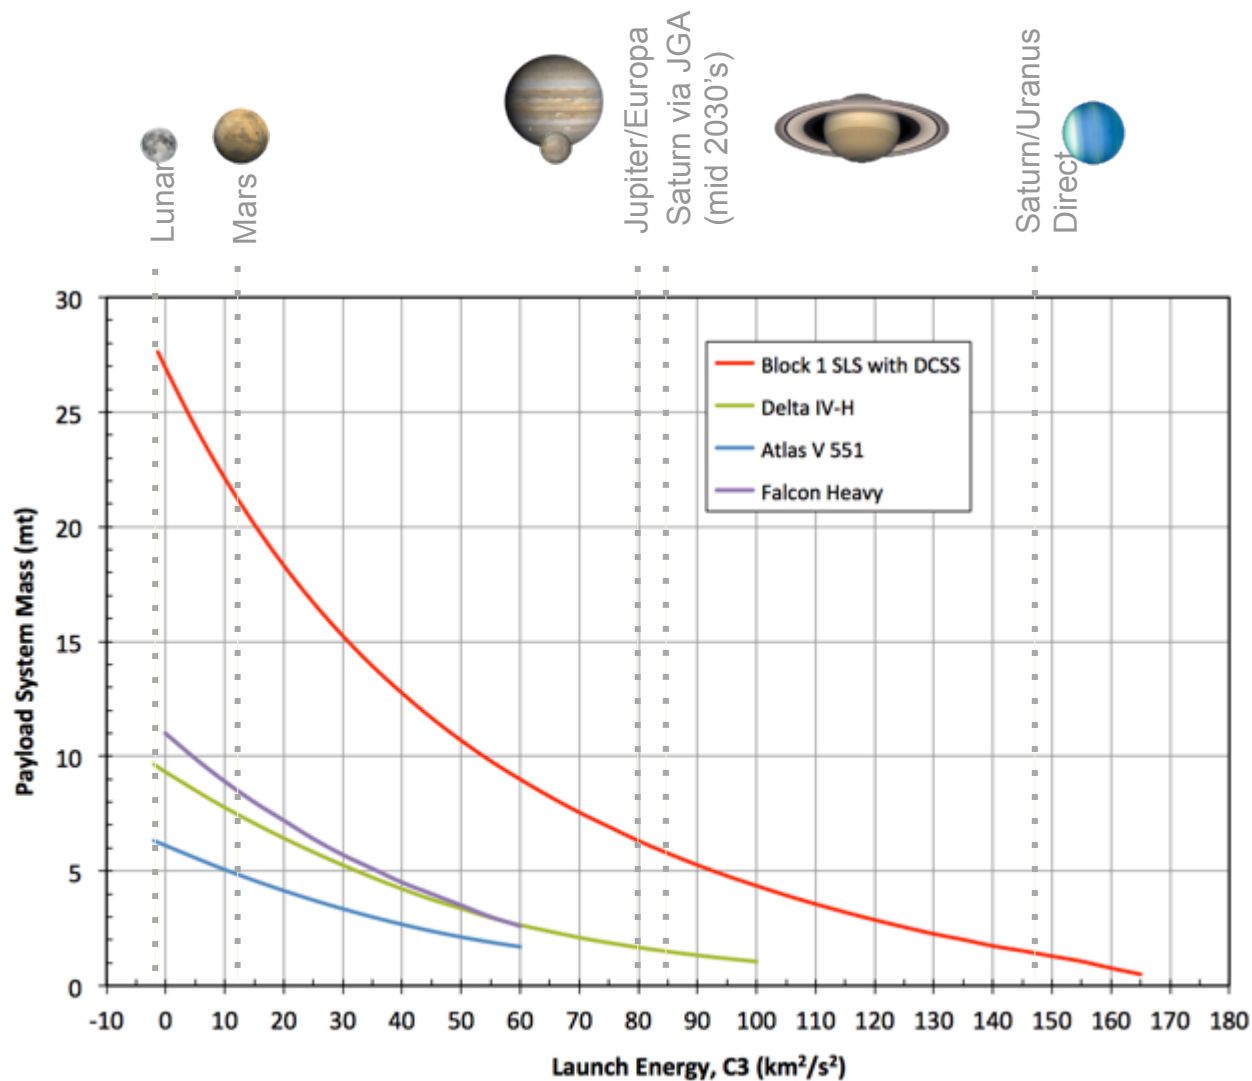 Lunar
Mars
Jupiter/Europa
Saturn via JGA
(mid 2030's)
Saturn/Uranus
Direct
30
25
20
15
10
5
0
Payload System Mass (mt)
Block 1 SLS with DCSS
Delta IV-H
Atlas V 551
Falcon Heavy
-10 0 10 20 30 40 50 60 70 80 90 100 110 120 130 140 150 160 170 180
Launch Energy, C3 (km²/s²)